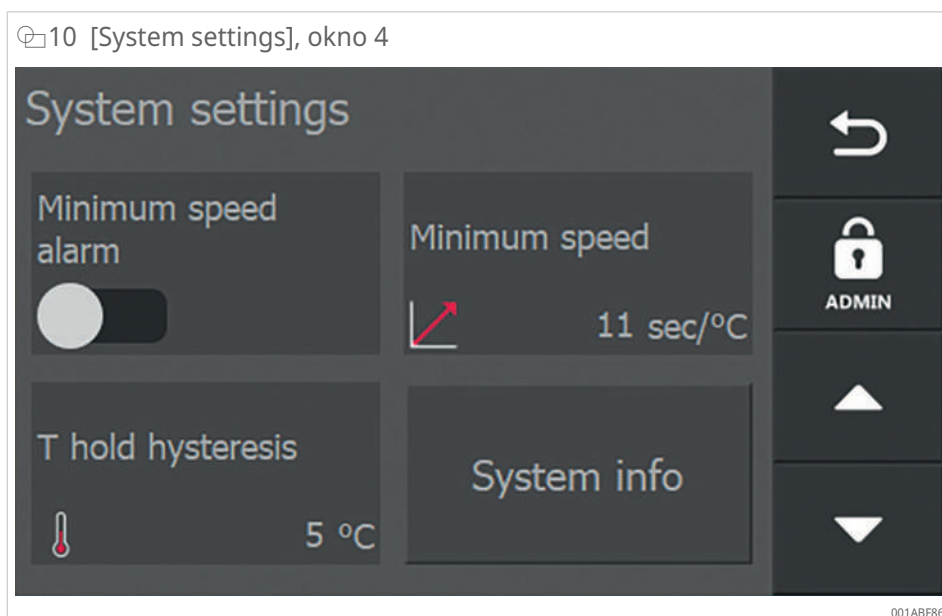 10 [System settings], okno 4
System settings
Minimum speed
alarm
Minimum speed
11 sec/°C
ADMIN
T hold hysteresis
5 °C
System info
001ABF86